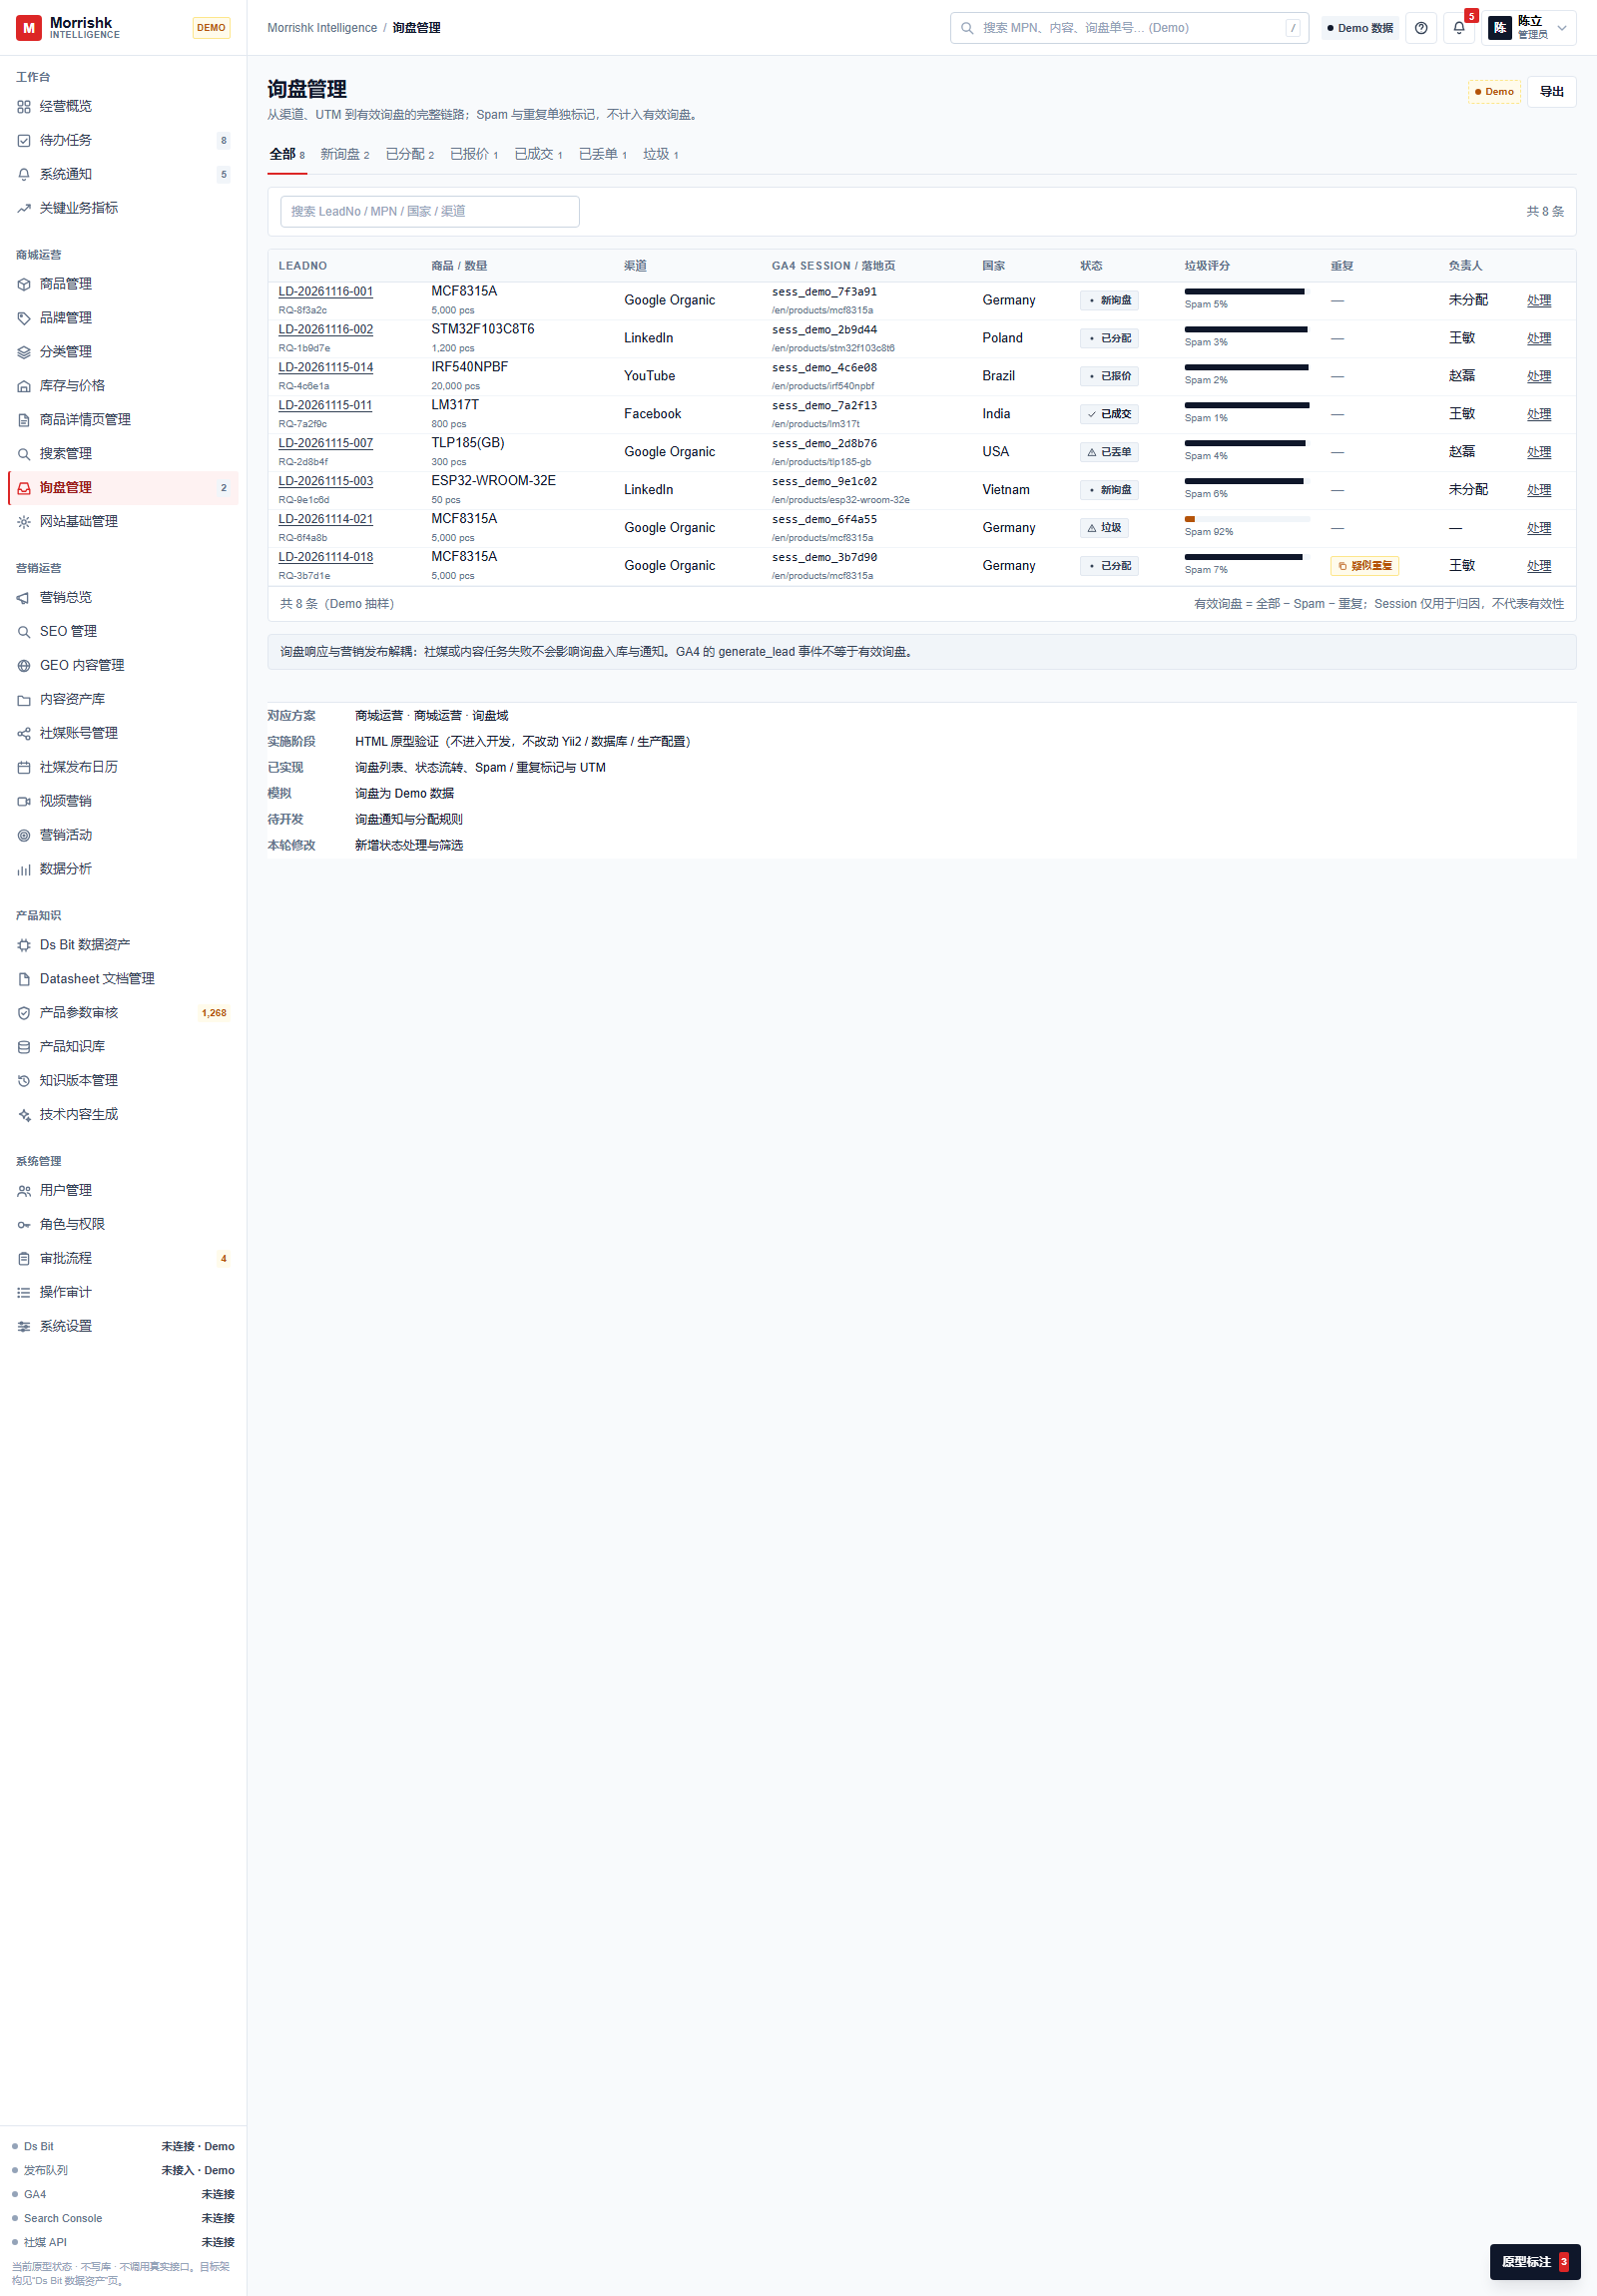 M Morrishk INTELLIGENCE DEMO
工作台
经营概览
待办任务 8
系统通知 5
关键业务指标
商城运营
商品管理
品牌管理
分类管理
库存与价格
商品详情页管理
搜索管理
询盘管理 2
网站基础管理
营销运营
营销总览
SEO 管理
GEO 内容管理
内容资产库
社媒账号管理
社媒发布日历
视频营销
营销活动
数据分析
产品知识
Ds Bit 数据资产
Datasheet 文档管理
产品参数审核 1,268
产品知识库
知识版本管理
技术内容生成
系统管理
用户管理
角色与权限
审批流程 4
操作审计
系统设置
Ds Bit 未连接 · Demo
发布队列 未接入 · Demo
GA4 未连接
Search Console 未连接
社媒 API 未连接
当前原型状态 · 不写库 · 不调用真实接口。目标架
构见“Ds Bit 数据资产”页。
Morrishk Intelligence / 询盘管理
搜索 MPN、内容、询盘单号... (Demo) /
Demo 数据
5
陈 陈立
管理员
询盘管理
从渠道、UTM 到有效询盘的完整链路；Spam 与重复单独标记，不计入有效询盘。
Demo 导出
全部 8 新询盘 2 已分配 2 已报价 1 已成交 1 已丢单 1 垃圾 1
搜索 LeadNo / MPN / 国家 / 渠道 共 8 条
LEADNO 商品 / 数量 渠道 GA4 SESSION / 落地页 国家 状态 垃圾评分 重复 负责人
LD-20261116-001 MCF8315A Google Organic sess_demo_7f3a91 Germany 新询盘 — 未分配 处理
RQ-8f3a2c 5,000 pcs /en/products/mcf8315a Spam 5%
LD-20261116-002 STM32F103C8T6 LinkedIn sess_demo_2b9d44 Poland 已分配 — 王敏 处理
RQ-1b9d7e 1,200 pcs /en/products/stm32f103c8t6 Spam 3%
LD-20261115-014 IRF540NPBF YouTube sess_demo_4c6e08 Brazil 已报价 — 赵磊 处理
RQ-4c6e1a 20,000 pcs /en/products/irf540npbf Spam 2%
LD-20261115-011 LM317T Facebook sess_demo_7a2f13 India 已成交 — 王敏 处理
RQ-7a2f9c 800 pcs /en/products/lm317t Spam 1%
LD-20261115-007 TLP185(GB) Google Organic sess_demo_2d8b76 USA 已丢单 — 赵磊 处理
RQ-2d8b4f 300 pcs /en/products/tlp185-gb Spam 4%
LD-20261115-003 ESP32-WROOM-32E LinkedIn sess_demo_9e1c02 Vietnam 新询盘 — 未分配 处理
RQ-9e1c6d 50 pcs /en/products/esp32-wroom-32e Spam 6%
LD-20261114-021 MCF8315A Google Organic sess_demo_6f4a55 Germany 垃圾 — — 处理
RQ-6f4a8b 5,000 pcs /en/products/mcf8315a Spam 92%
LD-20261114-018 MCF8315A Google Organic sess_demo_3b7d90 Germany 已分配 疑似重复 王敏 处理
RQ-3b7d1e 5,000 pcs /en/products/mcf8315a Spam 7%
共 8 条（Demo 抽样） 有效询盘 = 全部 − Spam − 重复；Session 仅用于归因，不代表有效性
询盘响应与营销发布解耦：社媒或内容任务失败不会影响询盘入库与通知。GA4 的 generate_lead 事件不等于有效询盘。
对应方案 商城运营 · 商城运营 · 询盘域
实施阶段 HTML 原型验证（不进入开发，不改动 Yii2 / 数据库 / 生产配置）
已实现 询盘列表、状态流转、Spam / 重复标记与 UTM
模拟 询盘为 Demo 数据
待开发 询盘通知与分配规则
本轮修改 新增状态处理与筛选
原型标注 3